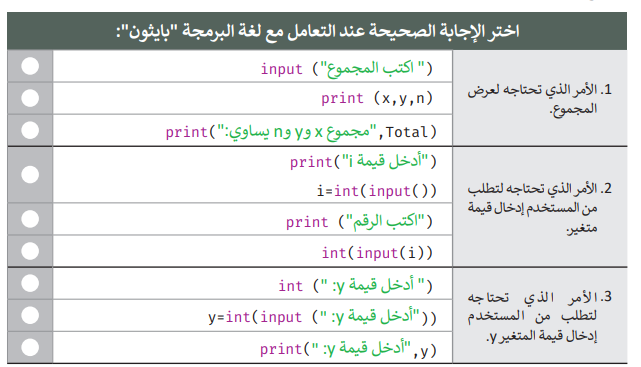 اختر الإجابة الصحيحة عند التعامل مع لغة البرمجة "بايثون":
1. الأمر الذي تحتاجه لعرض
المجموع.
input ("اكتب المجموع ")
print (x,y,n)
print("مجموع x وy وn يساوي:",Total)
2. الأمر الذي تحتاجه لتطلب
من المستخدم إدخال قيمة
متغير.
print("أدخل قيمة i")
i=int(input())
print ("اكتب الرقم")
int(input(i))
3. الأمر الذي تحتاجه
لتطلب من المستخدم
إدخال قيمة المتغير y.
int ("أدخل قيمة y: ")
y=int(input ("أدخل قيمة y: "))
print("أدخل قيمة y: ",y)